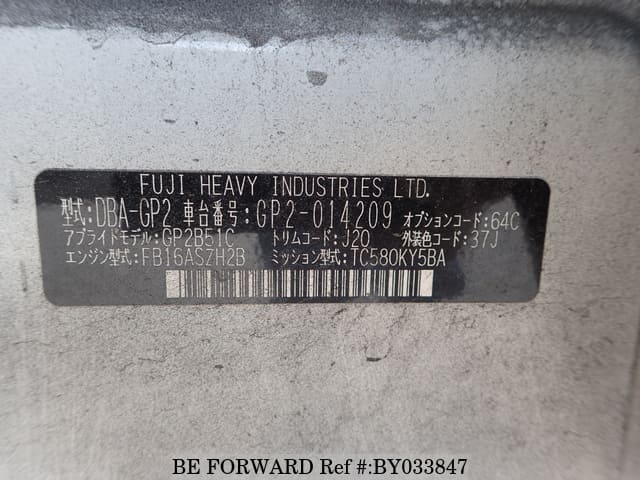 FUJI HEAVY INDUSTRIES LTD.
型式:DBA-GP2 車台番号:GP2-014209 オプションコード:64C
アプライドモデル:GP2B51C トリムコード:J20 外装色コード:37J
エンジン型式:FB16ASZH2B ミッション型式:TC580KY5BA
BE FORWARD Ref #:BY033847